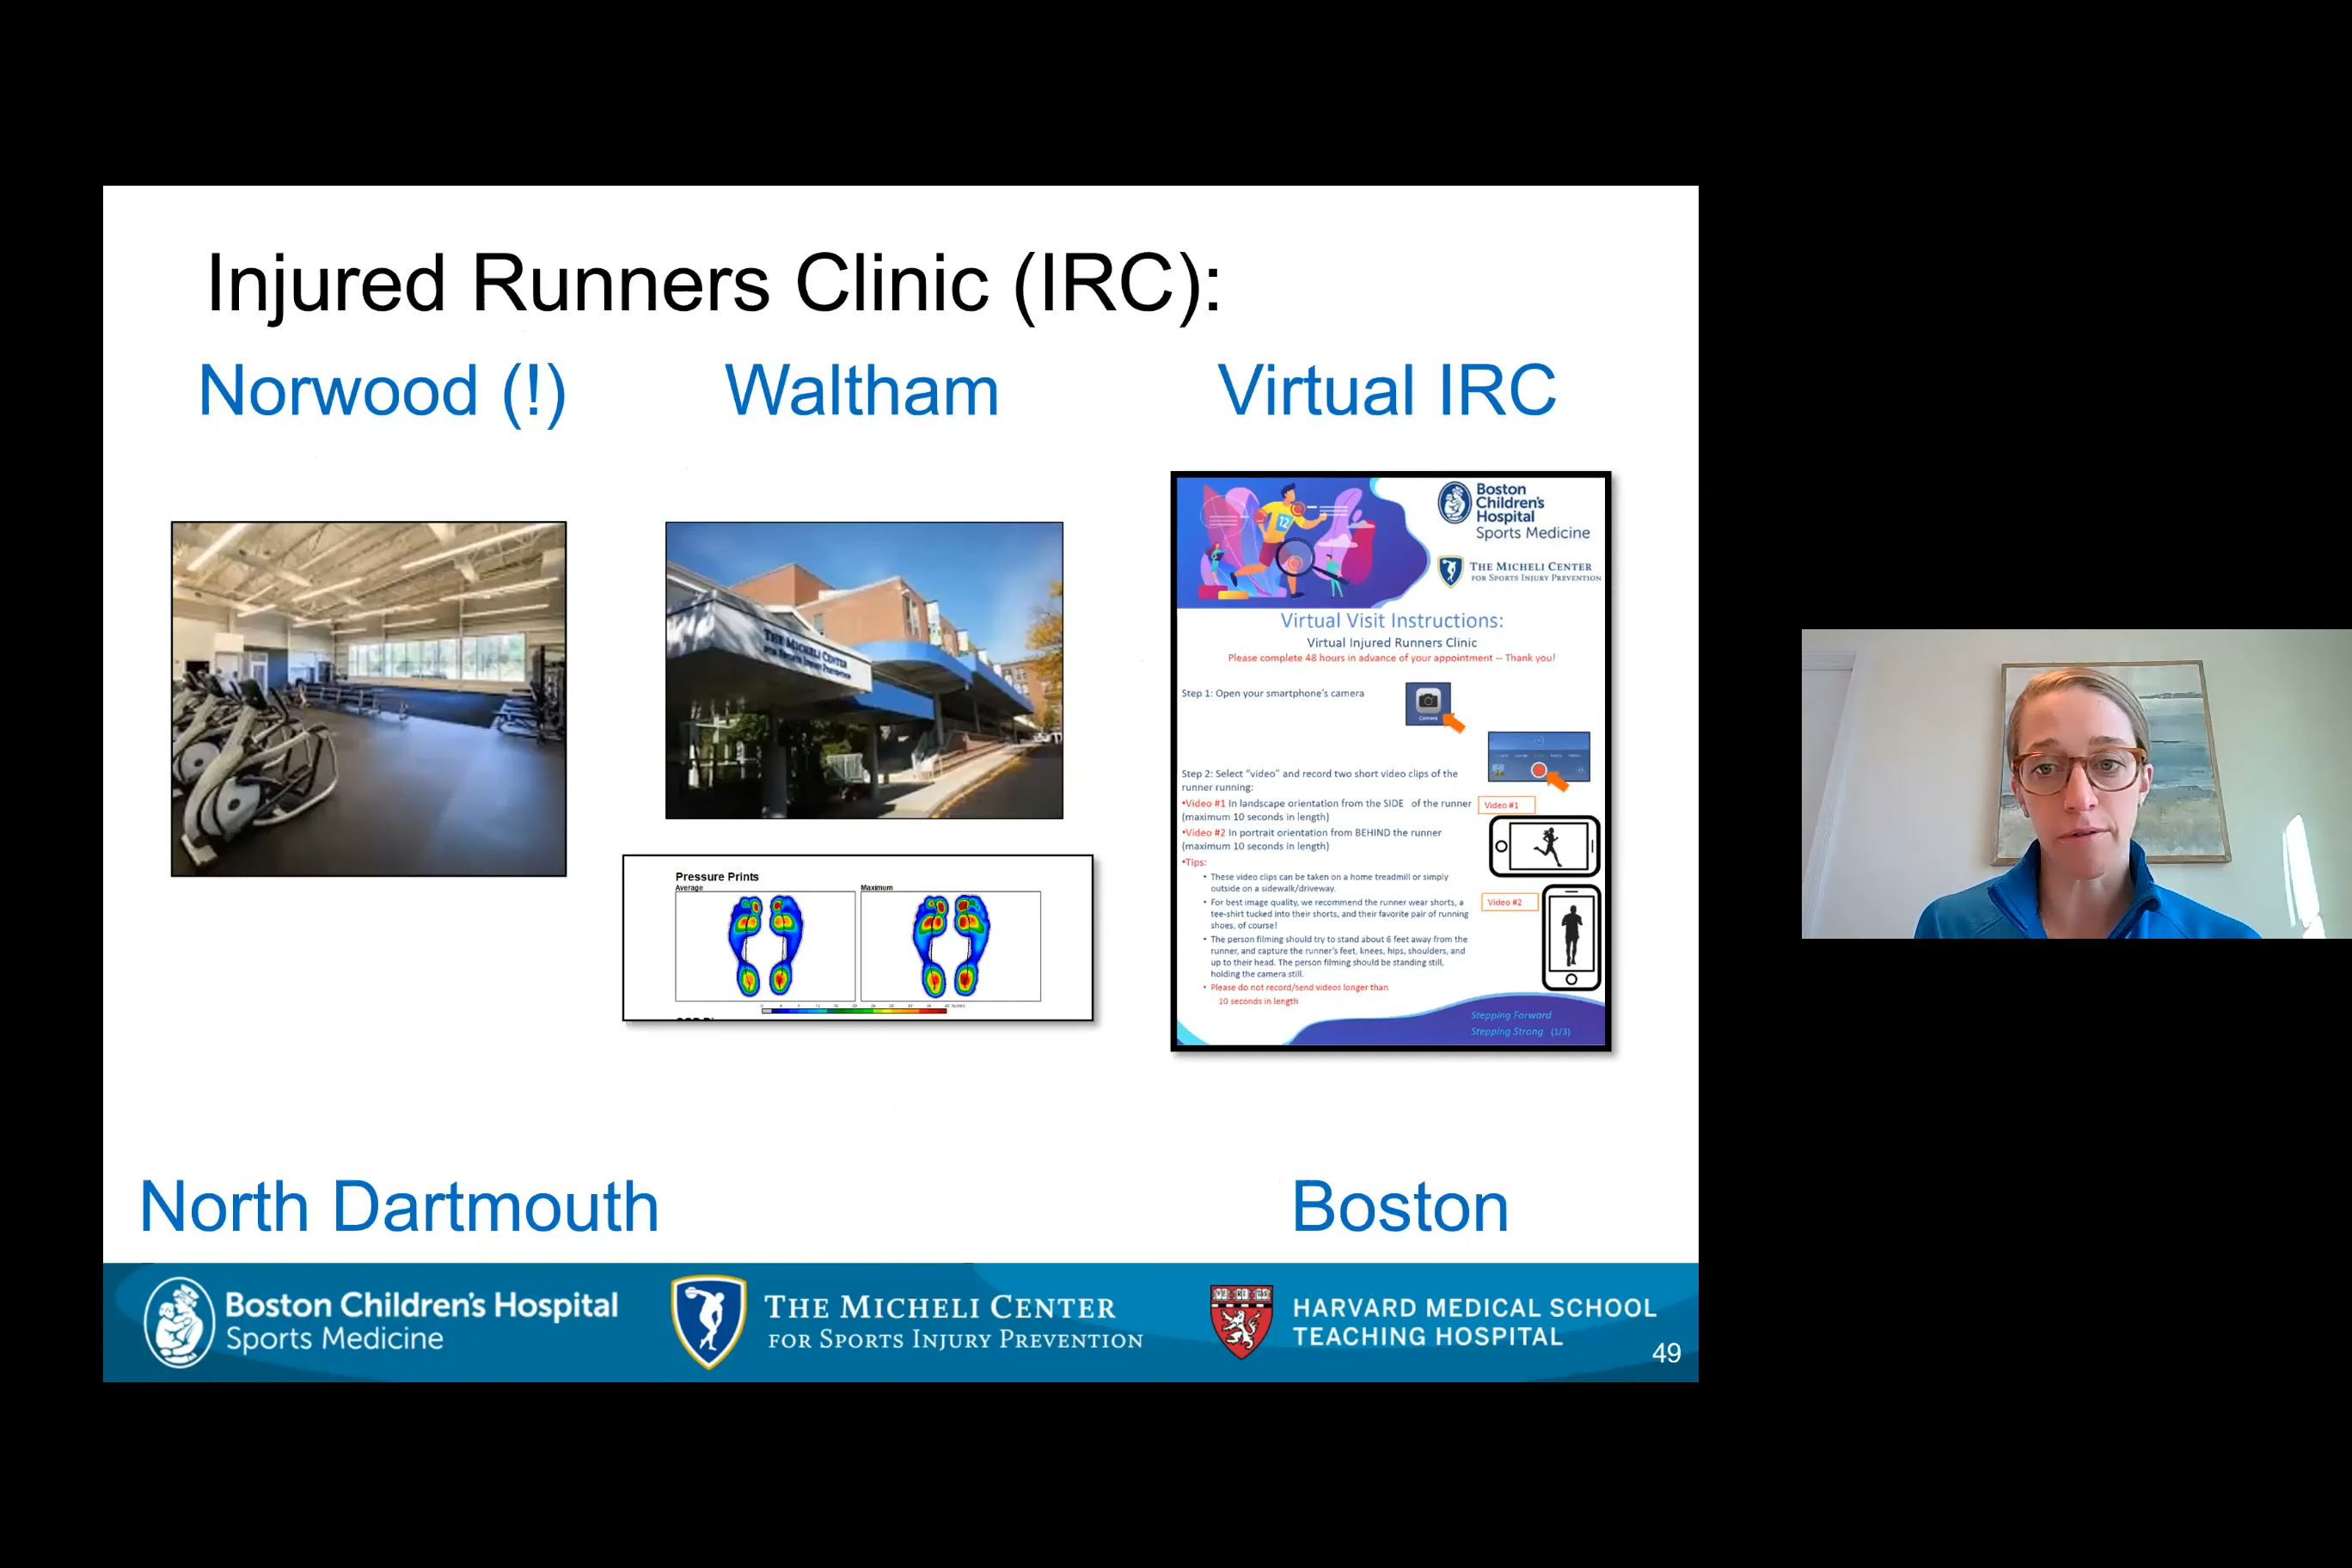 Injured Runners Clinic (IRC):
Norwood (!)
Waltham
Virtual IRC
THE MICHELI CENTER
FOR SPORTS INJURY PREVENTION
Pressure Prints
Average
Maximum
12
Boston
Children's
Hospital
Sports Medicine
THE MICHELI CENTER
FOR SPORTS INJURY PREVENTION
Virtual Visit Instructions:
Virtual Injured Runners Clinic
Please complete 48 hours in advance of your appointment -- Thank you!
Step 1: Open your smartphone's camera
Camera
Step 2: Select "video" and record two short video clips of the
runner running:
•Video #1 In landscape orientation from the SIDE of the runner
(maximum 10 seconds in length)
Video #1
•Video #2 In portrait orientation from BEHIND the runner
(maximum 10 seconds in length)
•Tips:
• These video clips can be taken on a home treadmill or simply
outside on a sidewalk/driveway.
• For best image quality, we recommend the runner wear shorts, a
tee-shirt tucked into their shorts, and their favorite pair of running
shoes, of course!
Video #2
• The person filming should try to stand about 6 feet away from the
runner, and capture the runner's feet, knees, hips, shoulders, and
up to their head. The person filming should be standing still,
holding the camera still.
• Please do not record/send videos longer than
10 seconds in length
Stepping Forward
Stepping Strong (1/3)
North Dartmouth
Boston
Boston Children's Hospital
Sports Medicine
THE MICHELI CENTER
FOR SPORTS INJURY PREVENTION
HARVARD MEDICAL SCHOOL
TEACHING HOSPITAL
49